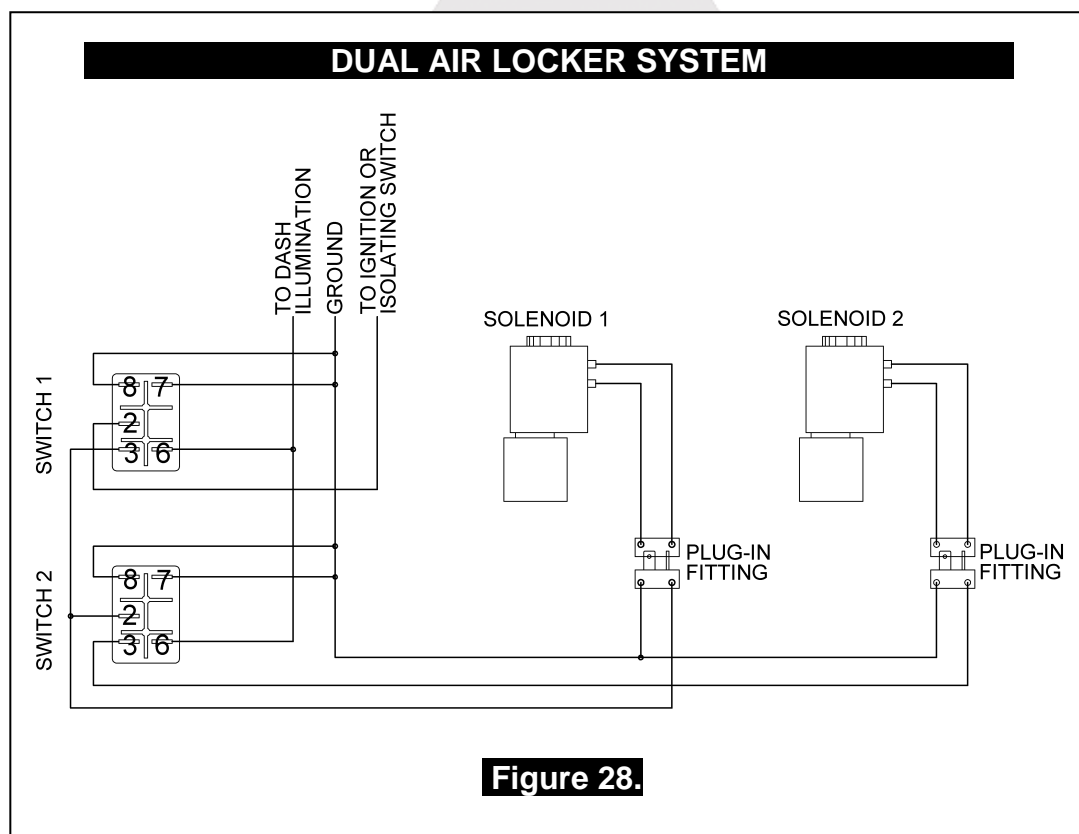 DUAL AIR LOCKER SYSTEM
TO DASH
ILLUMINATION
GROUND
TO IGNITION OR
ISOLATING SWITCH
SOLENOID 1
SOLENOID 2
SWITCH 1
8 7
2
3 6
SWITCH 2
8 7
2
3 6
PLUG-IN
FITTING
PLUG-IN
FITTING
Figure 28.